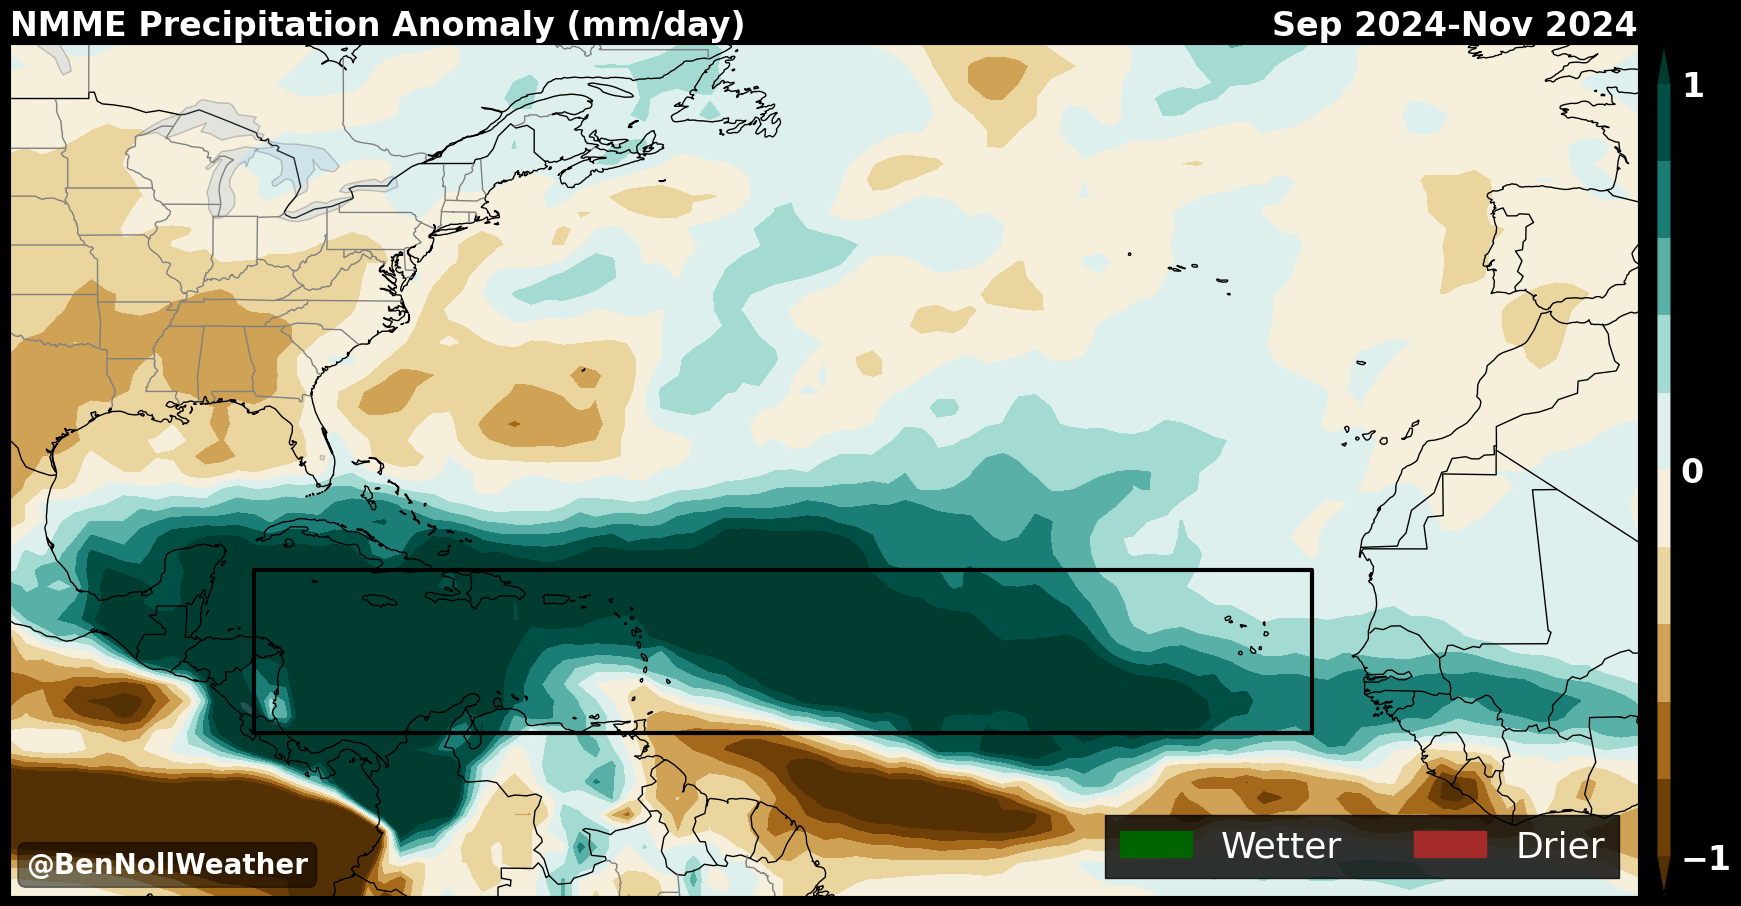 NMME Precipitation Anomaly (mm/day)
Sep 2024-Nov 2024
1
0
−1
@BenNollWeather
Wetter
Drier